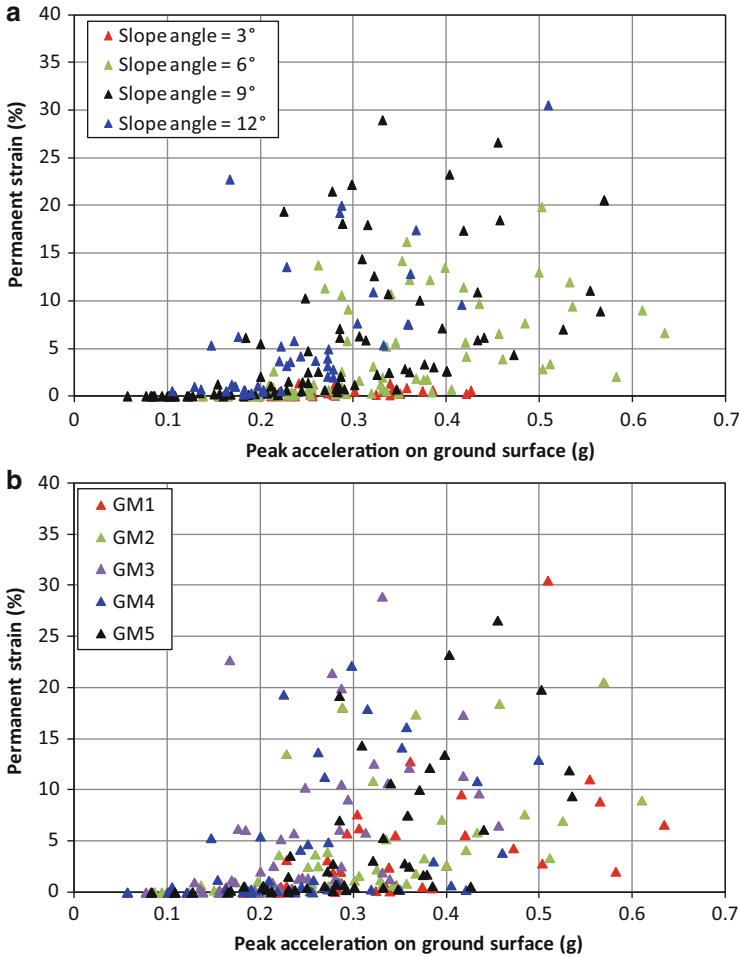 a
40
35
30
25
20
15
10
5
0
Permanent strain (%)
Slope angle = 3°
Slope angle = 6°
Slope angle = 9°
Slope angle = 12°
0 0.1 0.2 0.3 0.4 0.5 0.6 0.7
Peak acceleration on ground surface (g)
b
40
35
30
25
20
15
10
5
0
Permanent strain (%)
GM1
GM2
GM3
GM4
GM5
0 0.1 0.2 0.3 0.4 0.5 0.6 0.7
Peak acceleration on ground surface (g)